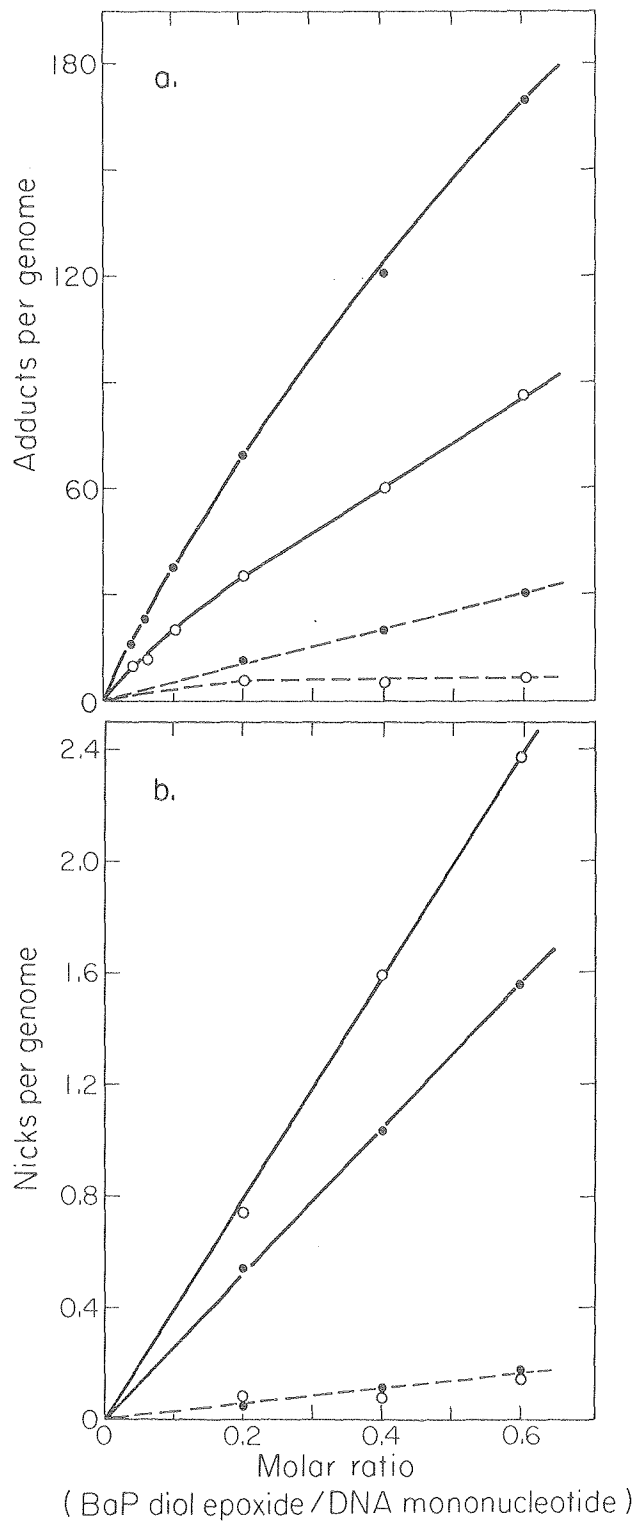 a.
180
120
60
0
Adducts per genome
b.
2.4
2.0
1.6
1.2
0.8
0.4
0
Nicks per genome
0 0.2 0.4 0.6
Molar ratio
(BaP diol epoxide/DNA mononucleotide)